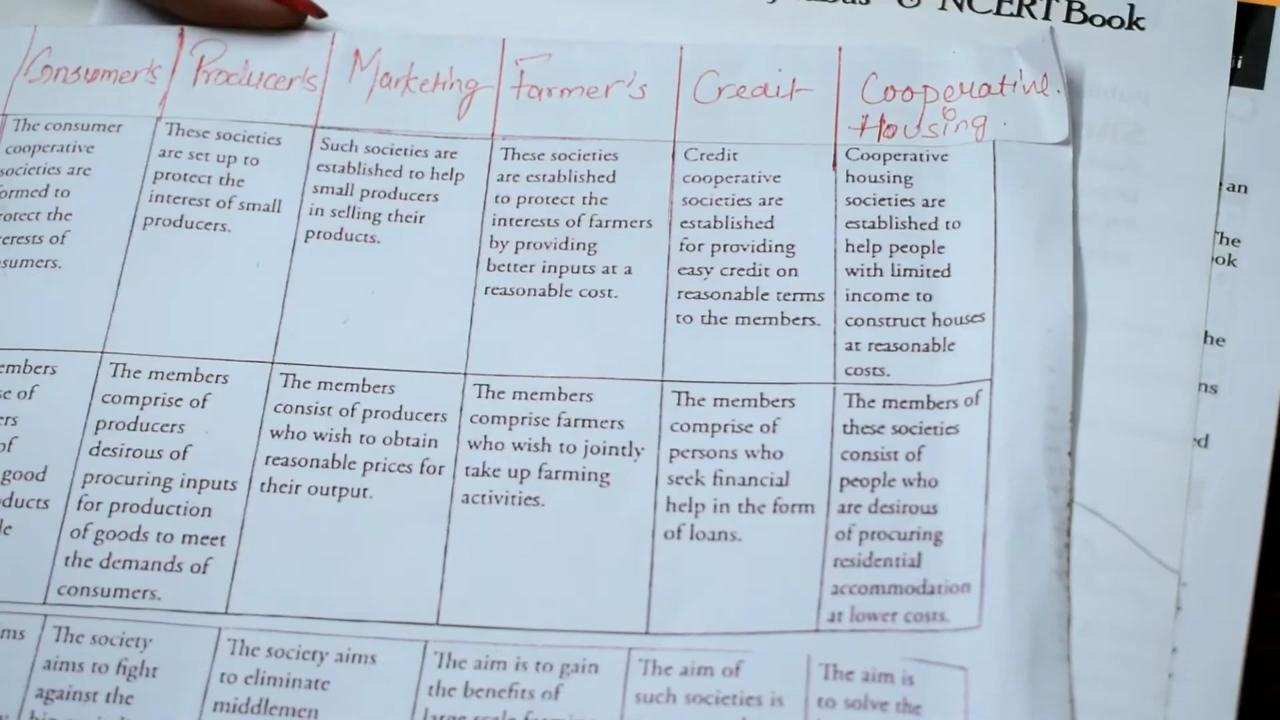 & NCERT Book
Consumer's
Producer's
Marketing
Farmer's
Credit
Cooperative
Housing
The consumer
cooperative
societies are
formed to
protect the
interests of
consumers.
These societies
are set up to
protect the
interest of small
producers.
Such societies are
established to help
small producers
in selling their
products.
These societies
are established
to protect the
interests of farmers
by providing
better inputs at a
reasonable cost.
Credit
cooperative
societies are
established
for providing
easy credit on
reasonable terms
to the members.
Cooperative
housing
societies are
established to
help people
with limited
income to
construct houses
at reasonable
costs.
of
good
The members
comprise of
producers
desirous of
procuring inputs
for production
of goods to meet
the demands of
consumers.
The members
consist of producers
who wish to obtain
reasonable prices for
their output.
The members
comprise farmers
who wish to jointly
take up farming
activities.
The members
comprise of
persons who
seek financial
help in the form
of loans.
The members of
these societies
consist of
people who
are desirous
of procuring
residential
accommodation
at lower costs.
The society
aims to fight
against the
The society aims
to eliminate
middlemen
The aim is to gain
the benefits of
large scale
The aim of
such societies is
The aim is
to solve the
an
The